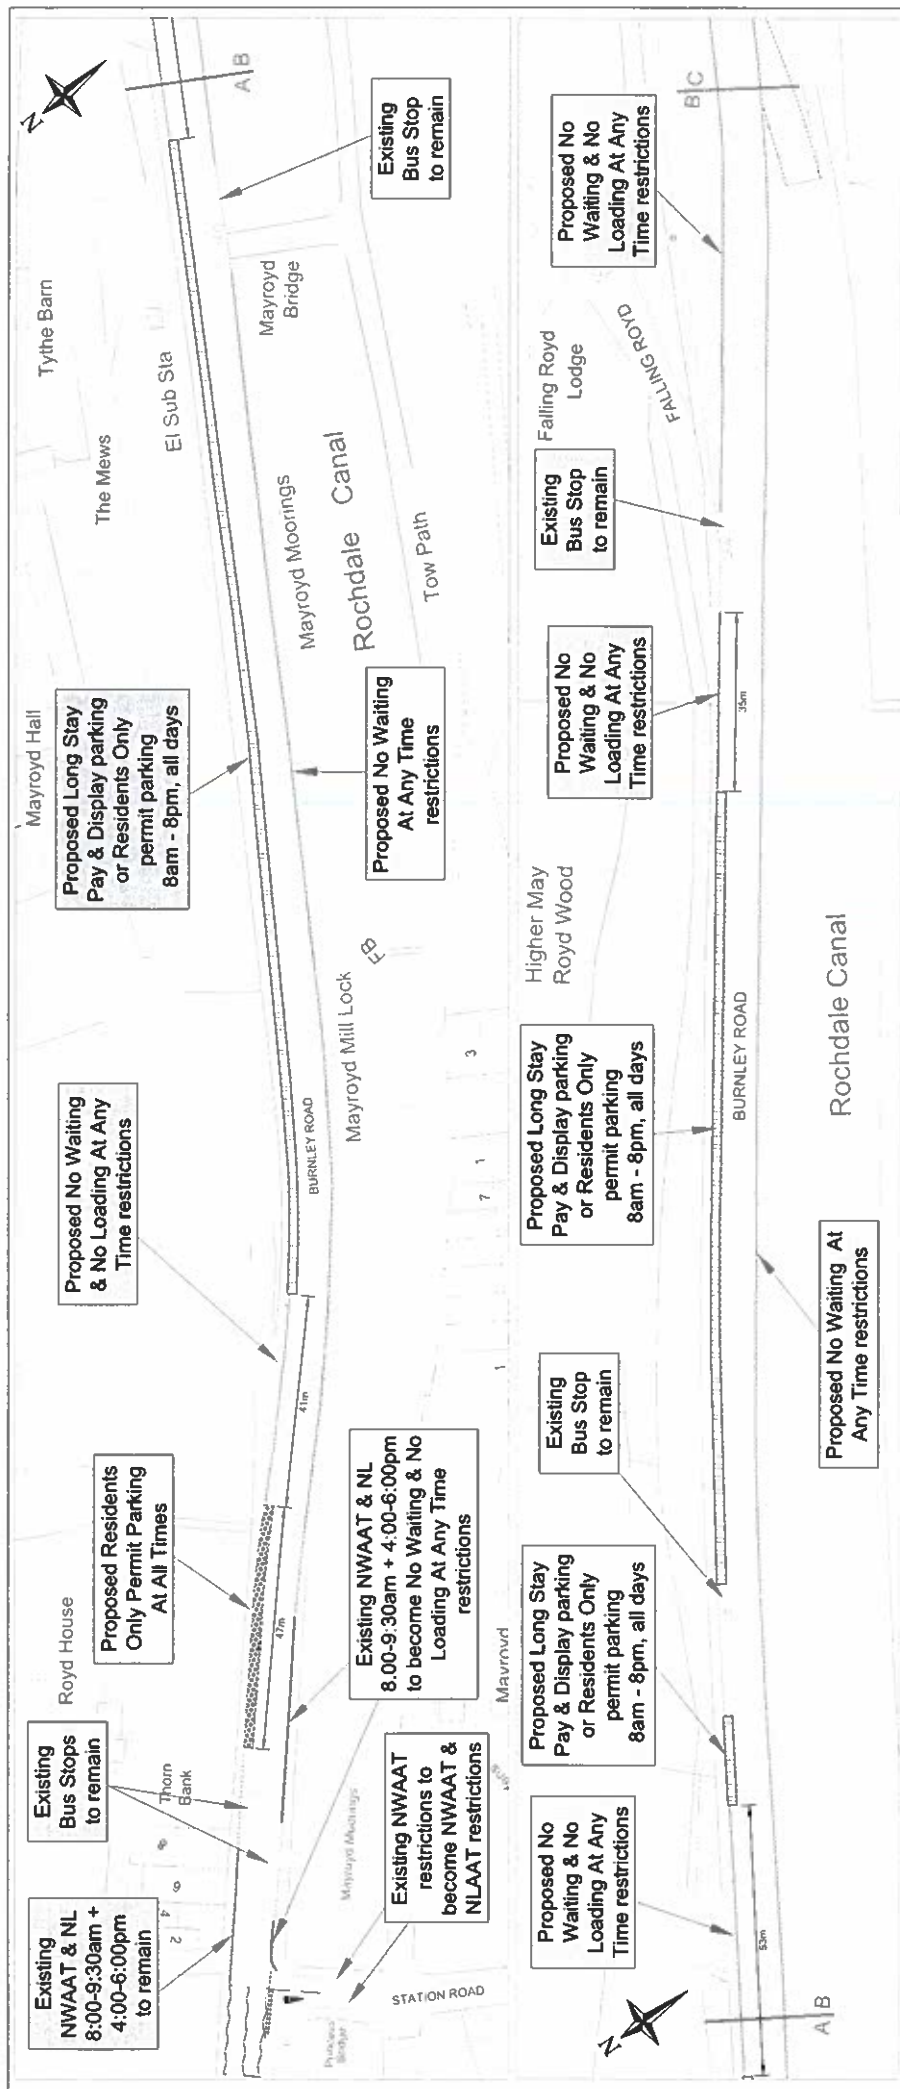 N
Tythe Barn
The Mews
El Sub Sta
A|B
Existing
Bus Stop
to remain
Mayroyd
Bridge
Mayroyd Moorings
Rochdale Canal
Tow Path
Mayroyd Hall
Proposed Long Stay
Pay & Display parking
or Residents Only
permit parking
8am - 8pm, all days
Proposed No Waiting
At Any Time
restrictions
Mayroyd Mill Lock
FB
3
1
7
1
BURNLEY ROAD
Proposed No Waiting
& No Loading At Any
Time restrictions
41m
Proposed Residents
Only Permit Parking
At All Times
47m
Royd House
Existing
Bus Stops
to remain
Thorn
Bank
8
6
4
2
Existing
NWAAT & NL
8:00-9:30am +
4:00-6:00pm
to remain
Existing NWAAT & NL
8.00-9:30am + 4:00-6:00pm
to become No Waiting & No
Loading At Any Time
restrictions
Existing NWAAT
restrictions to
become NWAAT &
NLAAT restrictions
Mayroyd Moorings
Mayroyd
STATION ROAD
B|C
Proposed No
Waiting & No
Loading At Any
Time restrictions
FALLING ROYD
Falling Royd
Lodge
Existing
Bus Stop
to remain
Proposed No
Waiting & No
Loading At Any
Time restrictions
35m
Higher May
Royd Wood
Proposed Long Stay
Pay & Display parking
or Residents Only
permit parking
8am - 8pm, all days
BURNLEY ROAD
Rochdale Canal
Proposed No Waiting At
Any Time restrictions
Existing
Bus Stop
to remain
Proposed Long Stay
Pay & Display parking
or Residents Only
permit parking
8am - 8pm, all days
Proposed No
Waiting & No
Loading At Any
Time restrictions
53m
N
A|B